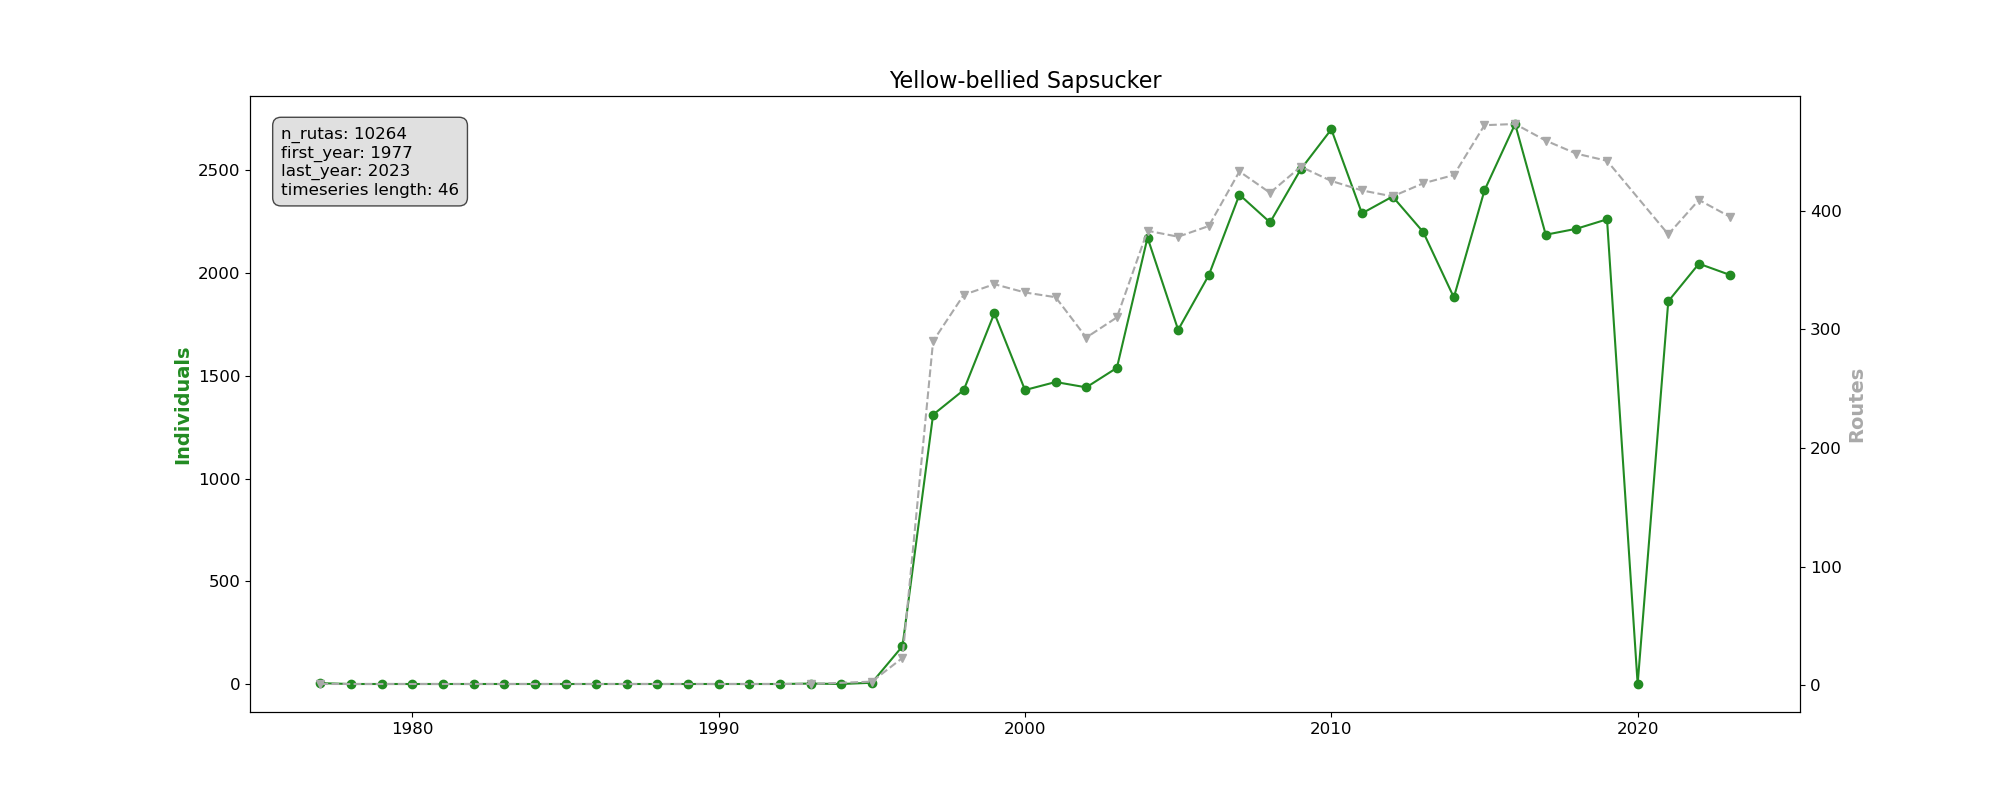 Yellow-bellied Sapsucker
n_rutas: 10264
first_year: 1977
last_year: 2023
timeseries length: 46
Individuals
2500
2000
1500
1000
500
0
400
300
200
100
0
Routes
1980 1990 2000 2010 2020